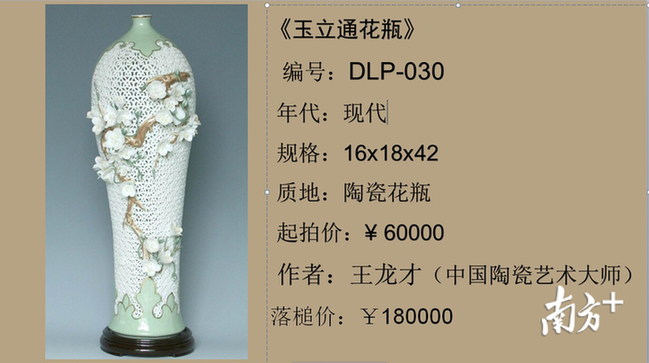 《玉立通花瓶》
编号：DLP-030
年代：现代
规格：16x18x42
质地：陶瓷花瓶
起拍价：￥60000
作者：王龙才（中国陶瓷艺术大师）
落槌价：￥180000
南方+